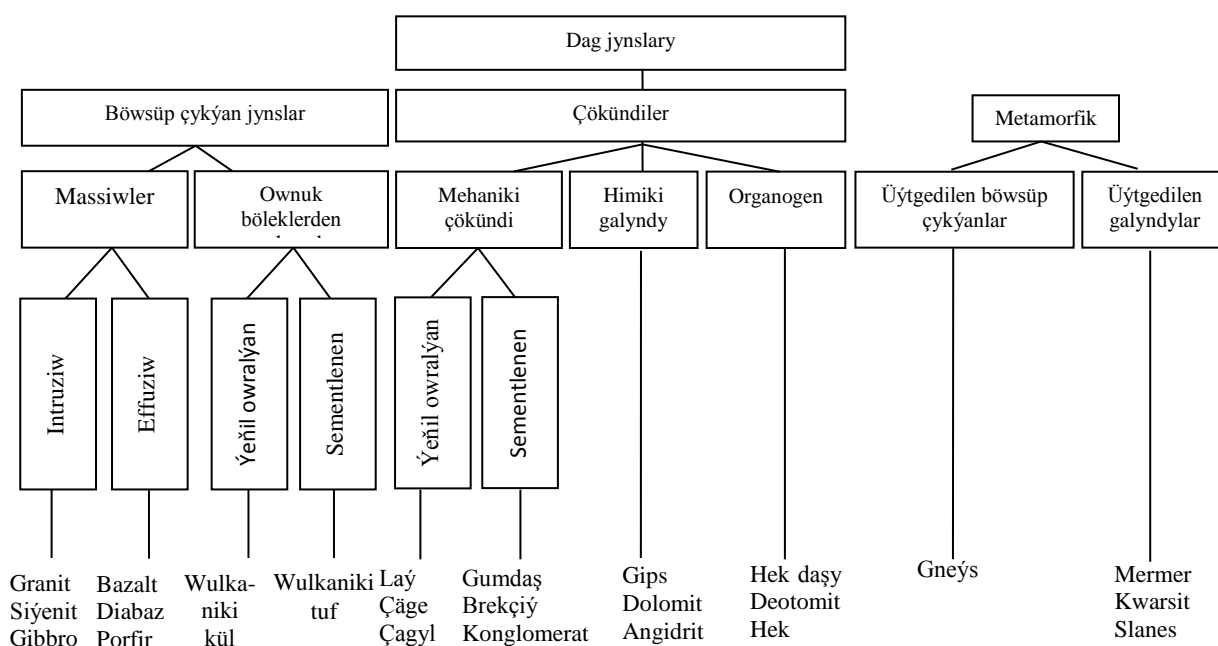 Dag jynslary
Böwsüp çykýan jynslar
Çökündiler
Metamorfik
Massiwler
Ownuk
böleklerden
Mehaniki
çökündi
Himiki
galyndy
Organogen
Üýtgedilen böwsüp
çykýanlar
Üýtgedilen
galyndylar
Intruziw
Effuziw
Ýeňil owralýan
Sementlenen
Ýeňil owralýan
Sementlenen
Granit
Siýenit
Gibbro
Bazalt
Diabaz
Porfir
Wulka-
niki
kül
Wulkaniki
tuf
Laý
Çäge
Çagyl
Gumdaş
Brekçiý
Konglomerat
Gips
Dolomit
Angidrit
Hek daşy
Deotomit
Hek
Gneýs
Mermer
Kwarsit
Slanes